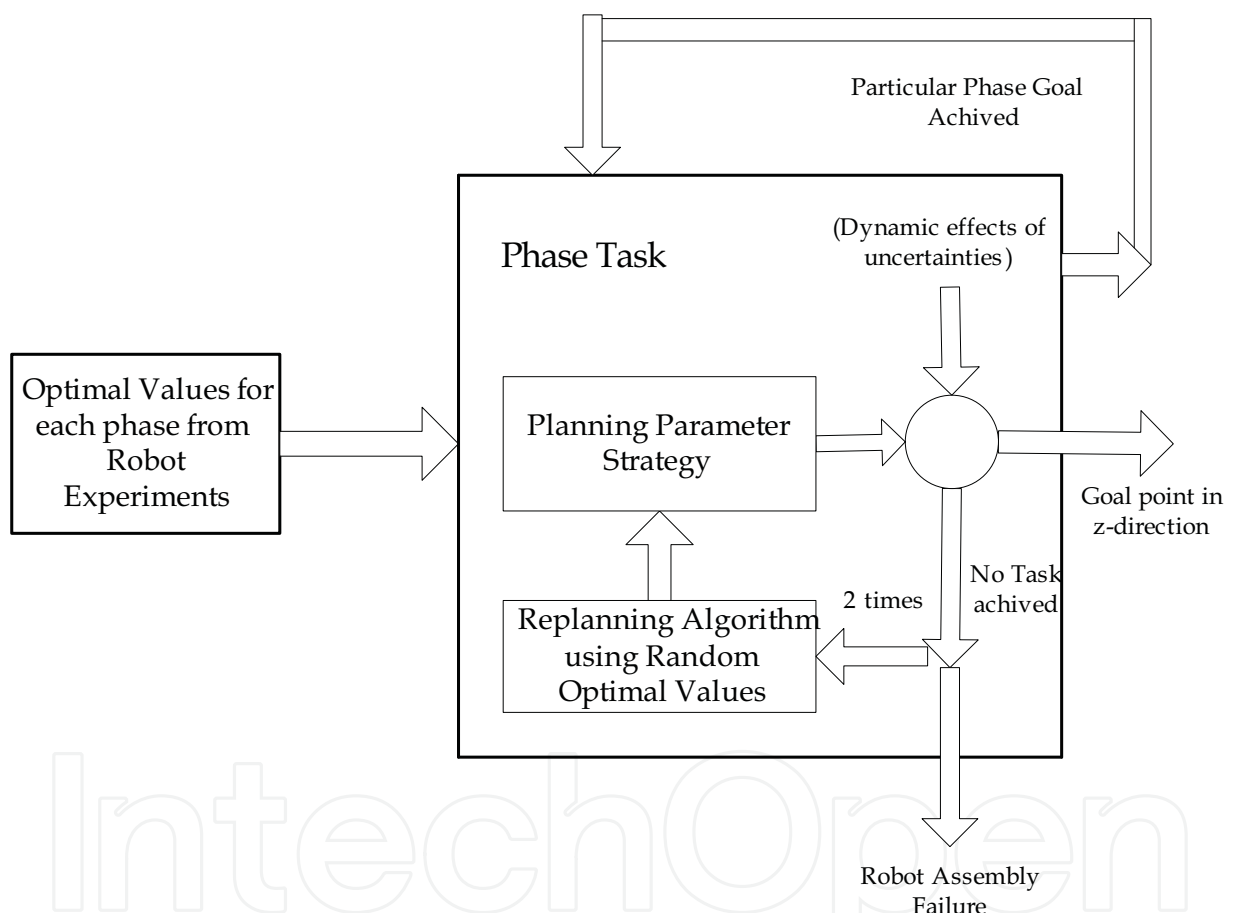 Particular Phase Goal
Achived
(Dynamic effects of
uncertainties)
Phase Task
Optimal Values for
each phase from
Robot
Experiments
Planning Parameter
Strategy
Goal point in
z-direction
No Task
achived
2 times
Replanning Algorithm
using Random
Optimal Values
Robot Assembly
Failure
IntechOpen